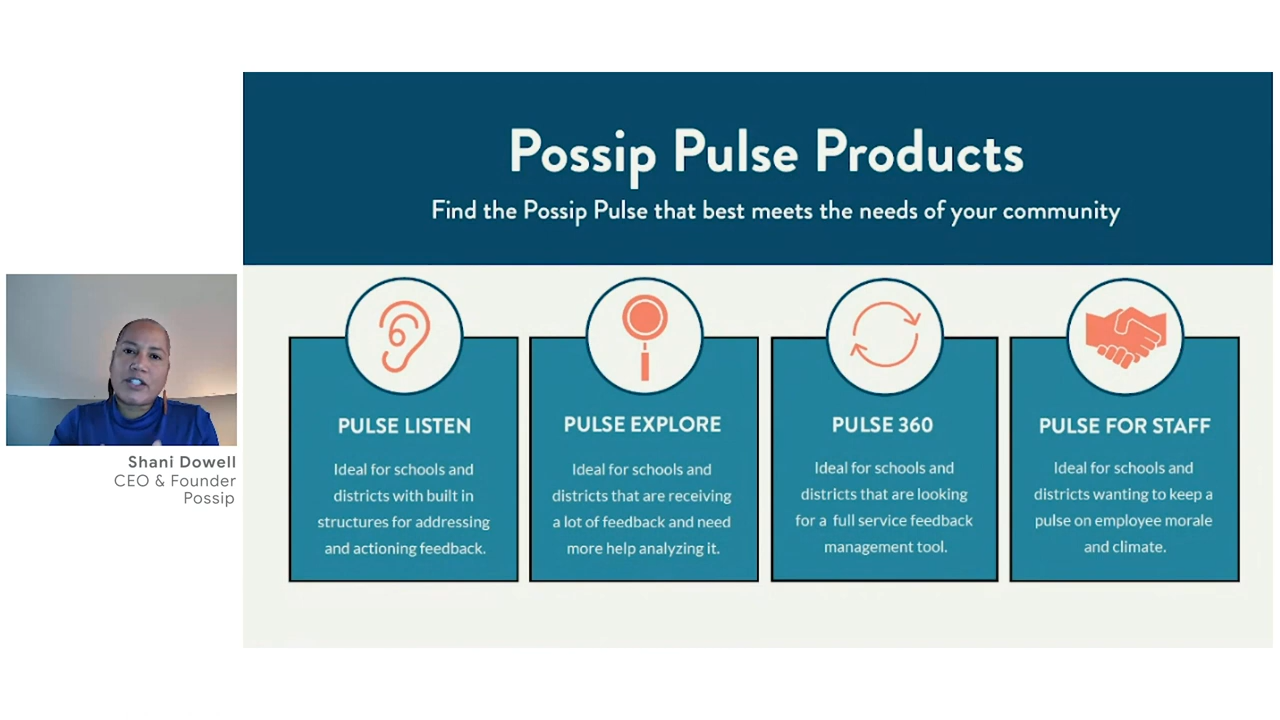 Possip Pulse Products
Find the Possip Pulse that best meets the needs of your community
PULSE LISTEN
Ideal for schools and
districts with built in
structures for addressing
and actioning feedback.
PULSE EXPLORE
Ideal for schools and
districts that are receiving
a lot of feedback and need
more help analyzing it.
PULSE 360
Ideal for schools and
districts that are looking
for a full service feedback
management tool.
PULSE FOR STAFF
Ideal for schools and
districts wanting to keep a
pulse on employee morale
and climate.
Shani Dowell
CEO & Founder
Possip